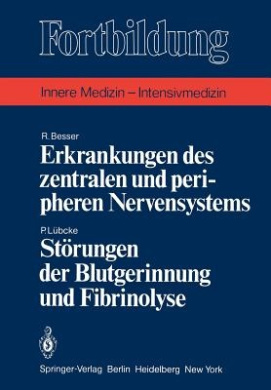 Fortbildung
Innere Medizin – Intensivmedizin
R. Besser
Erkrankungen des
zentralen und peri-
pheren Nervensystems
P. Lübcke
Störungen
der Blutgerinnung
und Fibrinolyse
Springer-Verlag Berlin Heidelberg New York